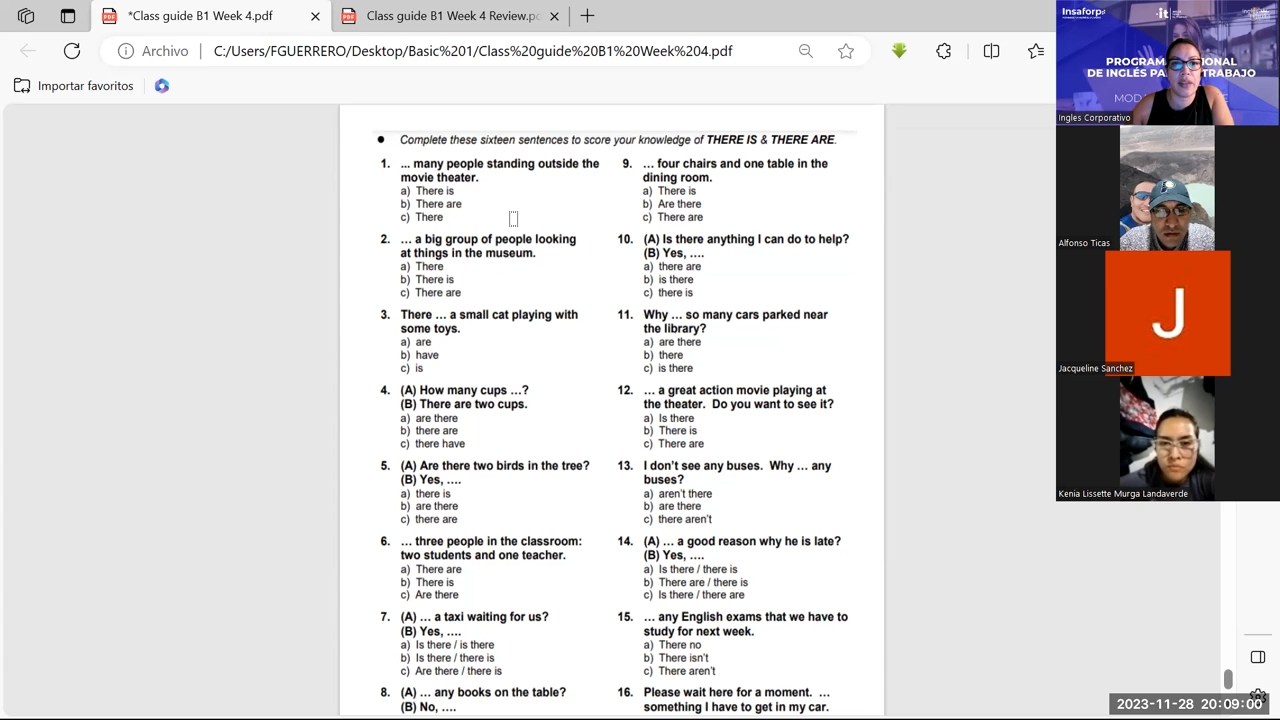 *Class guide B1 Week 4.pdf
Class guide B1 Week 4 Review.p
Archivo
C:/Users/FGUERRERO/Desktop/Basic%201/Class%20guide%20B1%20Week%204.pdf
Importar favoritos
Complete these sixteen sentences to score your knowledge of THERE IS & THERE ARE.
1. ... many people standing outside the
movie theater.
a) There is
b) There are
c) There
2. … a big group of people looking
at things in the museum.
a) There
b) There is
c) There are
3. There … a small cat playing with
some toys.
a) are
b) have
c) is
4. (A) How many cups …?
(B) There are two cups.
a) are there
b) there are
c) there have
5. (A) Are there two birds in the tree?
(B) Yes, ….
a) there is
b) are there
c) there are
6. … three people in the classroom:
two students and one teacher.
a) There are
b) There is
c) Are there
7. (A) … a taxi waiting for us?
(B) Yes, ….
a) Is there / is there
b) Is there / there is
c) Are there / there is
8. (A) … any books on the table?
(B) No, ….
9. … four chairs and one table in the
dining room.
a) There is
b) Are there
c) There are
10. (A) Is there anything I can do to help?
(B) Yes, ….
a) there are
b) is there
c) there is
11. Why … so many cars parked near
the library?
a) are there
b) there
c) is there
12. … a great action movie playing at
the theater. Do you want to see it?
a) Is there
b) There is
c) There are
13. I don't see any buses. Why … any
buses?
a) aren't there
b) are there
c) there aren't
14. (A) … a good reason why he is late?
(B) Yes, ….
a) Is there / there is
b) There are / there is
c) Is there / there are
15. … any English exams that we have to
study for next week.
a) There no
b) There isn't
c) There aren't
16. Please wait here for a moment. …
something I have to get in my car.
Insaforp
it
Ingles Corporativo
Alfonso Ticas
J
Jacqueline Sanchez
Kenia Lissette Murga Landaverde
2023-11-28 20:09:00